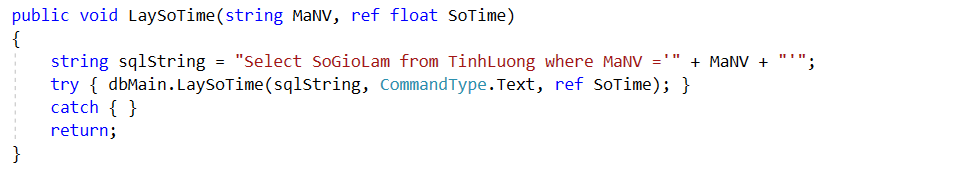 public void LaySoTime(string MaNV, ref float SoTime)
{
string sqlString = "Select SoGioLam from TinhLuong where MaNV ='" + MaNV + "'";
try { dbMain.LaySoTime(sqlString, CommandType.Text, ref SoTime); }
catch { }
return;
}